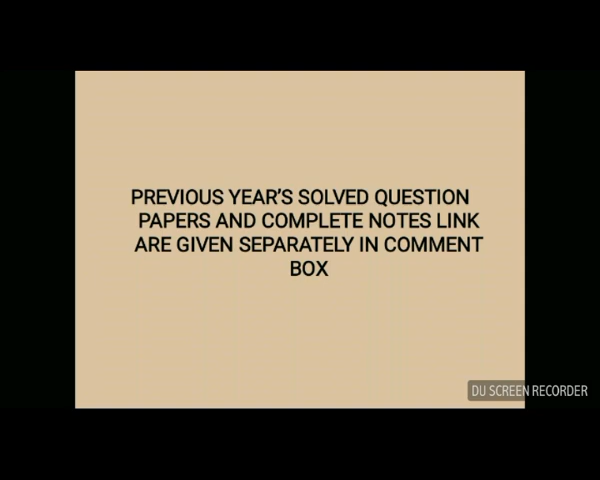 PREVIOUS YEAR'S SOLVED QUESTION
PAPERS AND COMPLETE NOTES LINK
ARE GIVEN SEPARATELY IN COMMENT
BOX
DU SCREEN RECORDER